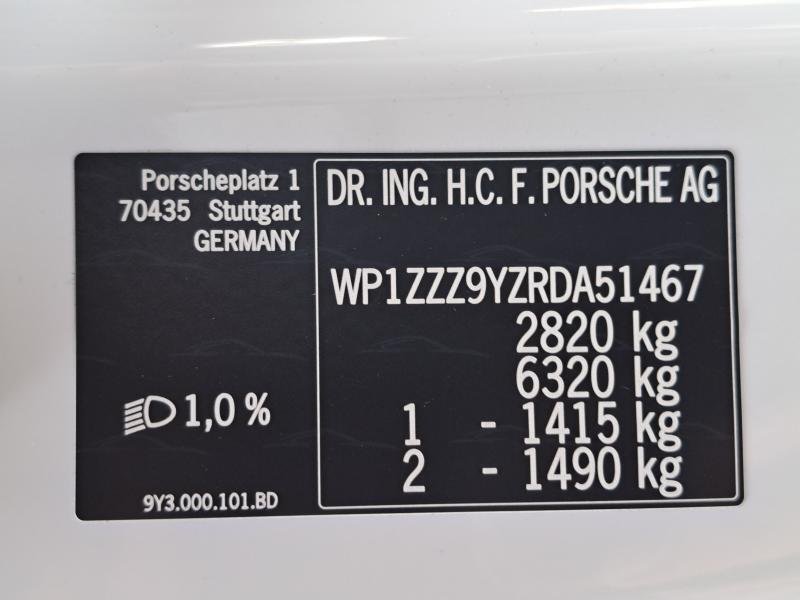 Porscheplatz 1
70435 Stuttgart
GERMANY
1,0 %
9Y3.000.101.BD
DR. ING. H.C. F. PORSCHE AG
WP1ZZZ9YZRDA51467
2820 kg
6320 kg
1 - 1415 kg
2 - 1490 kg